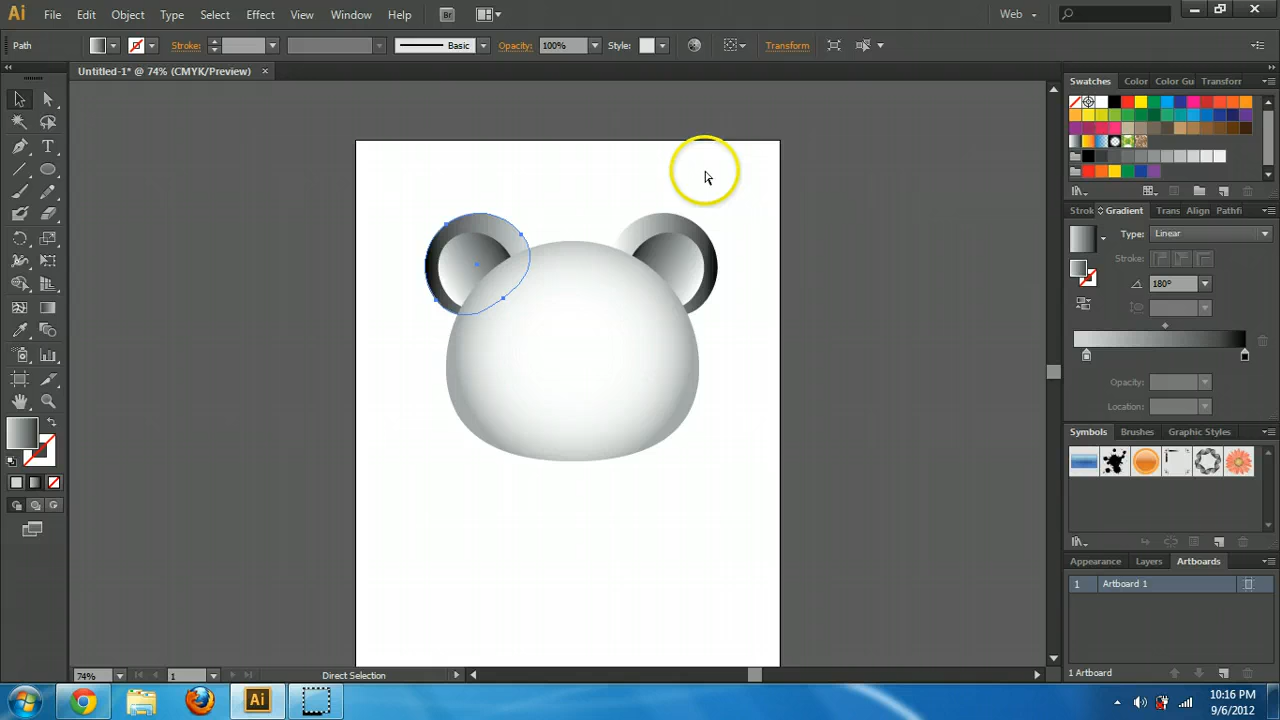 Ai File Edit Object Type Select Effect View Window Help Br Web
Path Stroke: Basic Opacity: 100% Style: Transform
Untitled-1* @ 74% (CMYK/Preview) ×
Swatches Color Color Gu Transforr
Strok Gradient Trans Align Pathfi
Type: Linear
Stroke:
180°
Opacity:
Location:
Symbols Brushes Graphic Styles
Appearance Layers Artboards
1 Artboard 1
1 Artboard
74% 1 Direct Selection
Ai
10:16 PM
9/6/2012